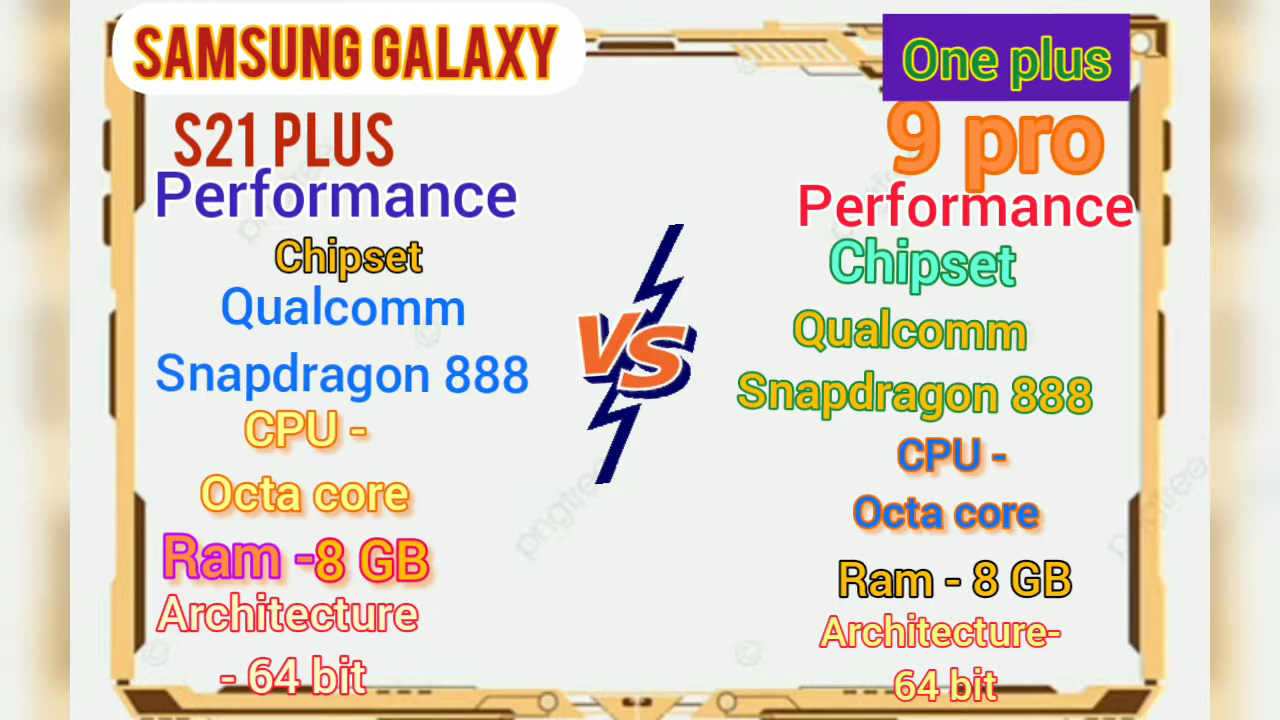 SAMSUNG GALAXY
S21 PLUS
Performance
Chipset
Qualcomm
Snapdragon 888
CPU -
Octa core
Ram -8 GB
Architecture
- 64 bit
VS
One plus
9 pro
Performance
Chipset
Qualcomm
Snapdragon 888
CPU -
Octa core
Ram - 8 GB
Architecture-
64 bit
pngtree